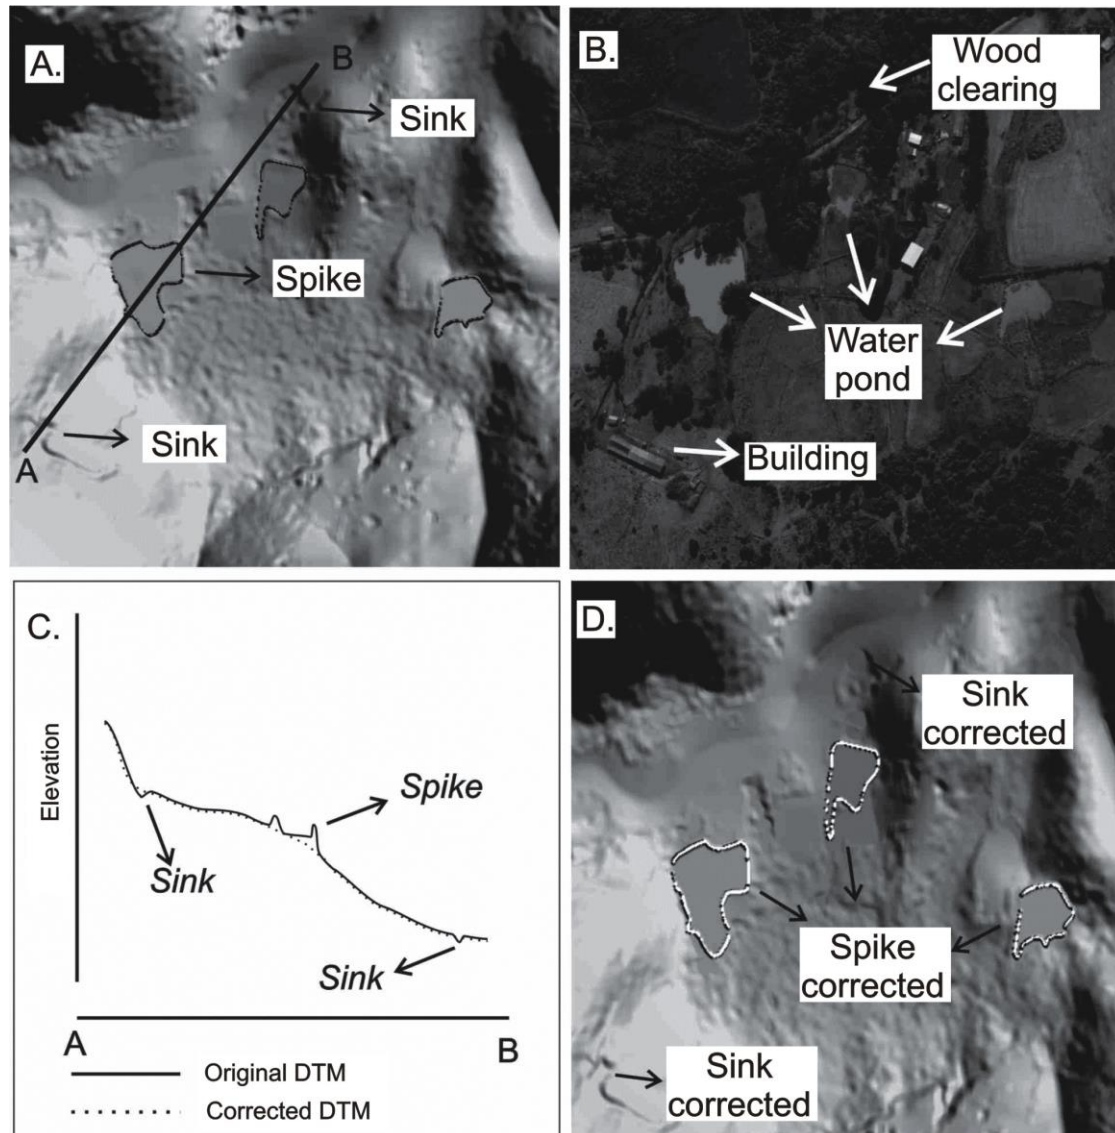 A.
B
Sink
Spike
Sink
A
B.
Wood
clearing
Water
pond
Building
C.
Elevation
Spike
Sink
Sink
A
B
Original DTM
Corrected DTM
D.
Sink
corrected
Spike
corrected
Sink
corrected